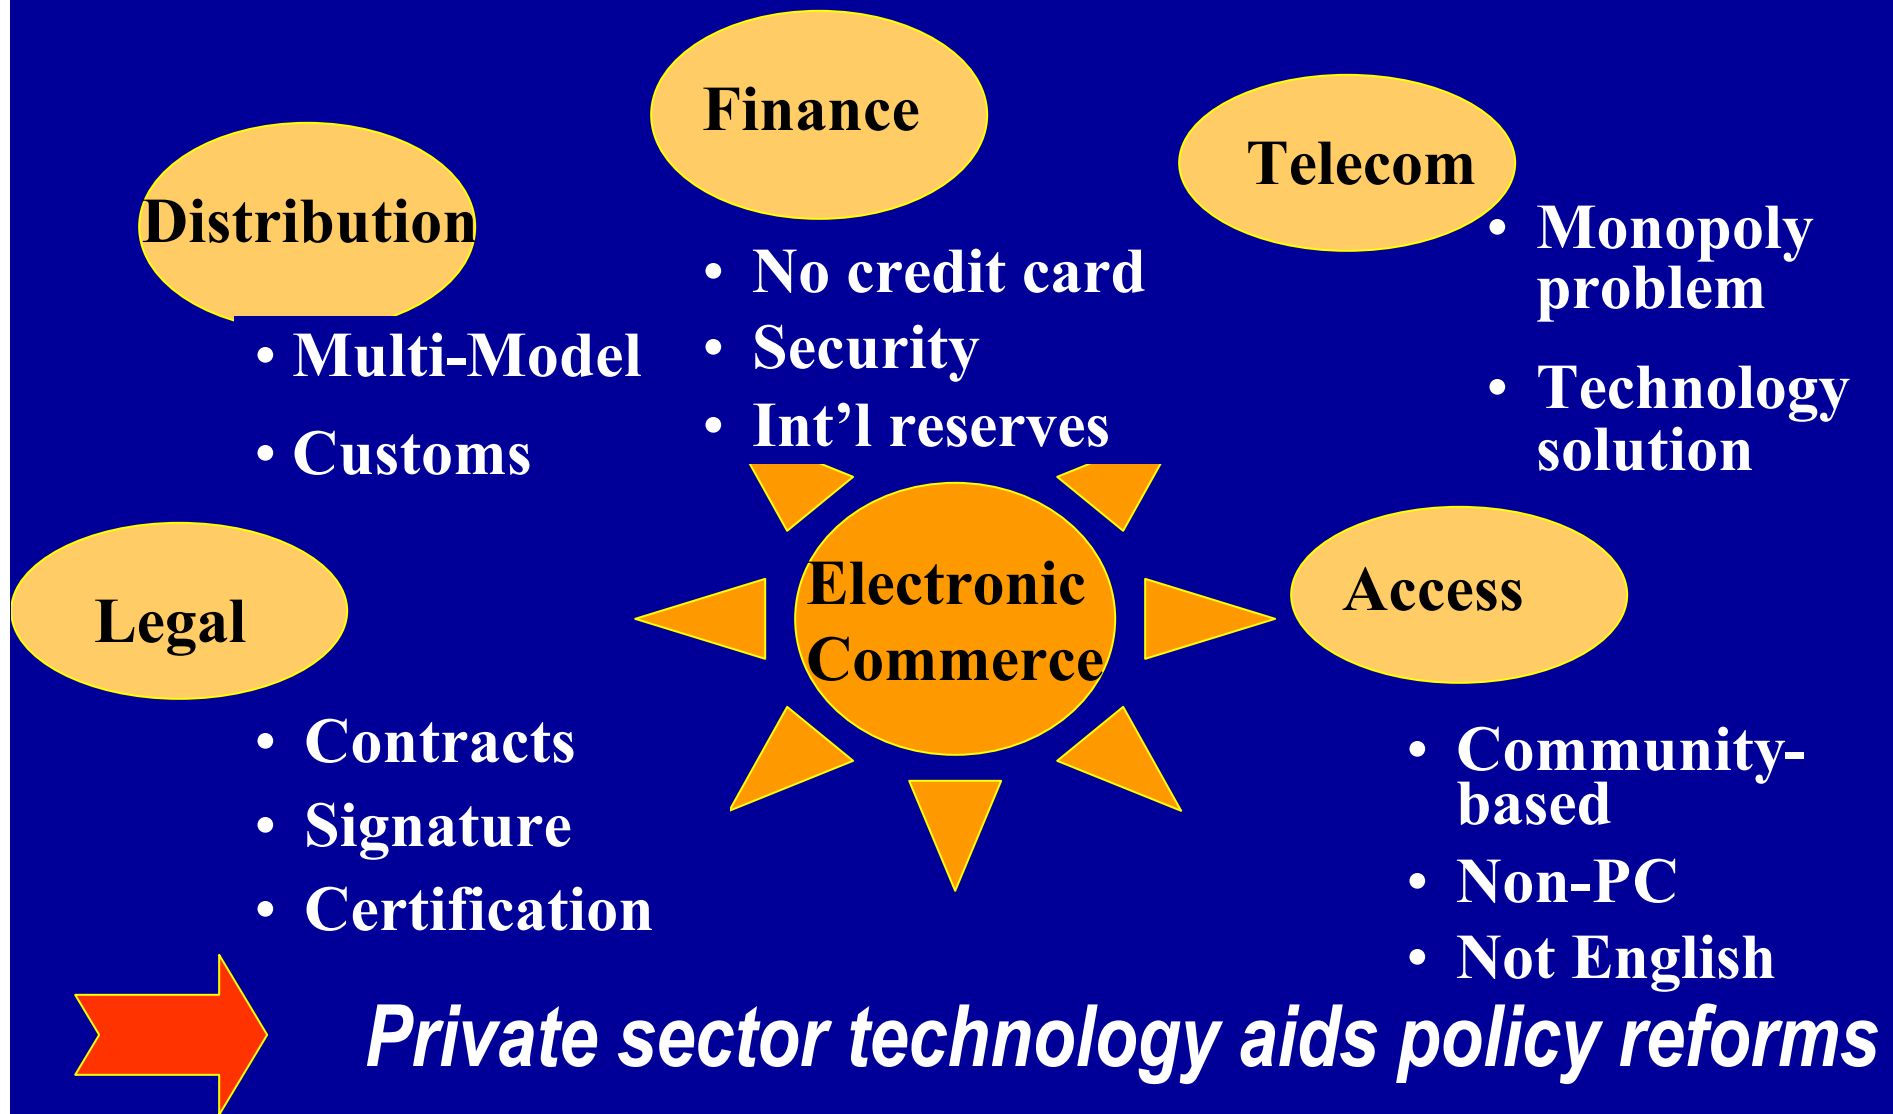 Finance
• No credit card
• Security
• Int’l reserves
Telecom
• Monopoly
problem
• Technology
solution
Distribution
• Multi-Model
• Customs
Legal
• Contracts
• Signature
• Certification
Electronic
Commerce
Access
• Community-
based
• Non-PC
• Not English
Private sector technology aids policy reforms